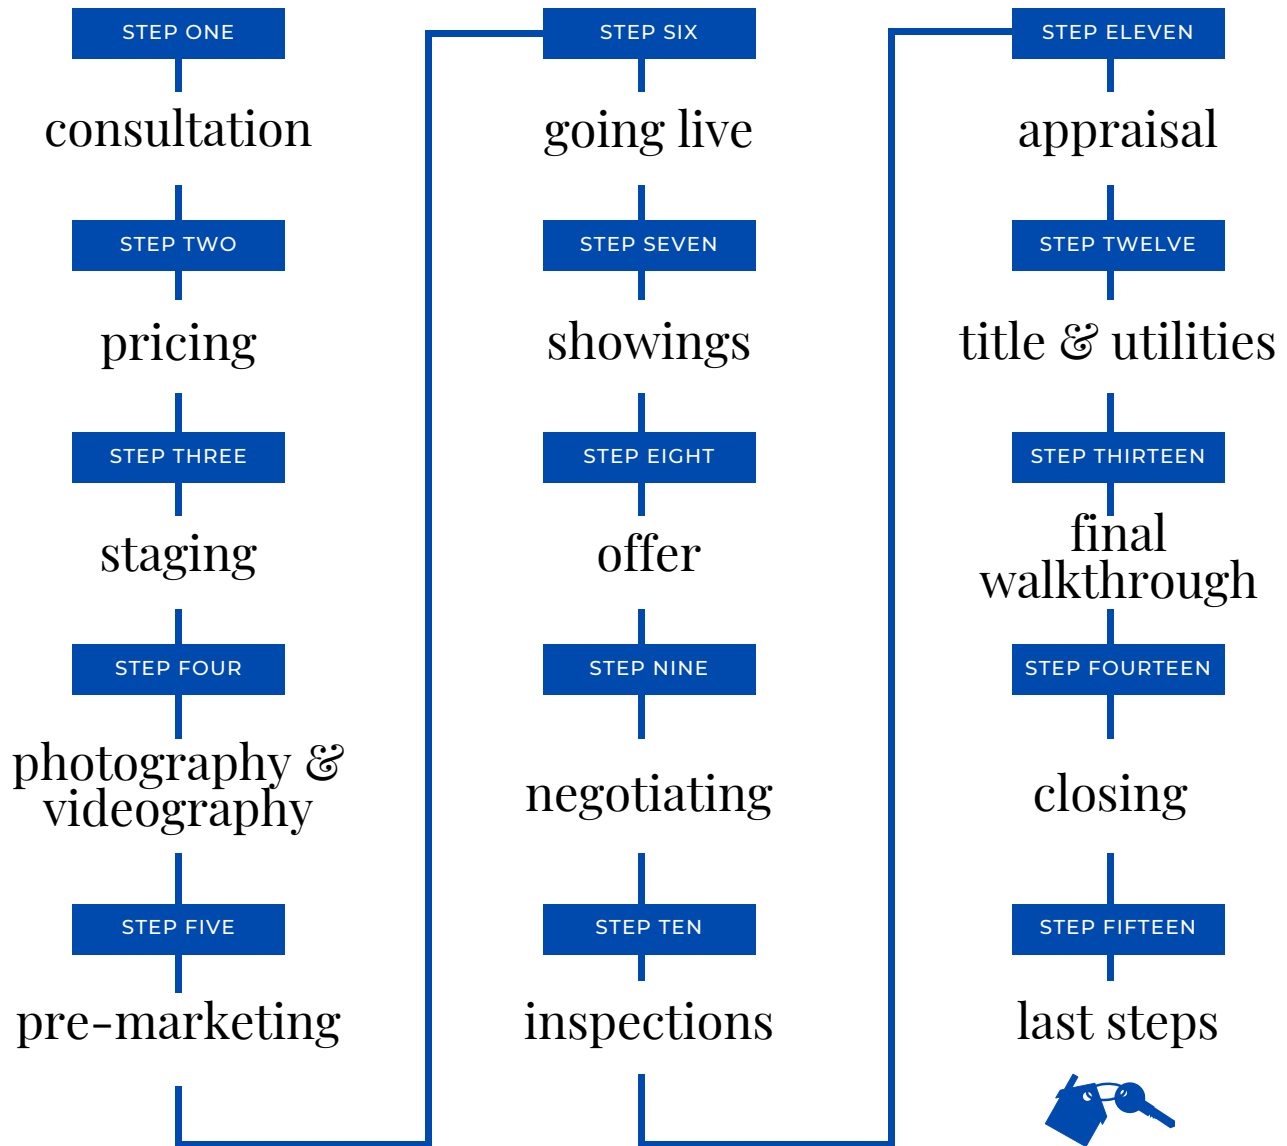 STEP ONE
consultation
STEP TWO
pricing
STEP THREE
staging
STEP FOUR
photography &
videography
STEP FIVE
pre-marketing
STEP SIX
going live
STEP SEVEN
showings
STEP EIGHT
offer
STEP NINE
negotiating
STEP TEN
inspections
STEP ELEVEN
appraisal
STEP TWELVE
title & utilities
STEP THIRTEEN
final
walkthrough
STEP FOURTEEN
closing
STEP FIFTEEN
last steps